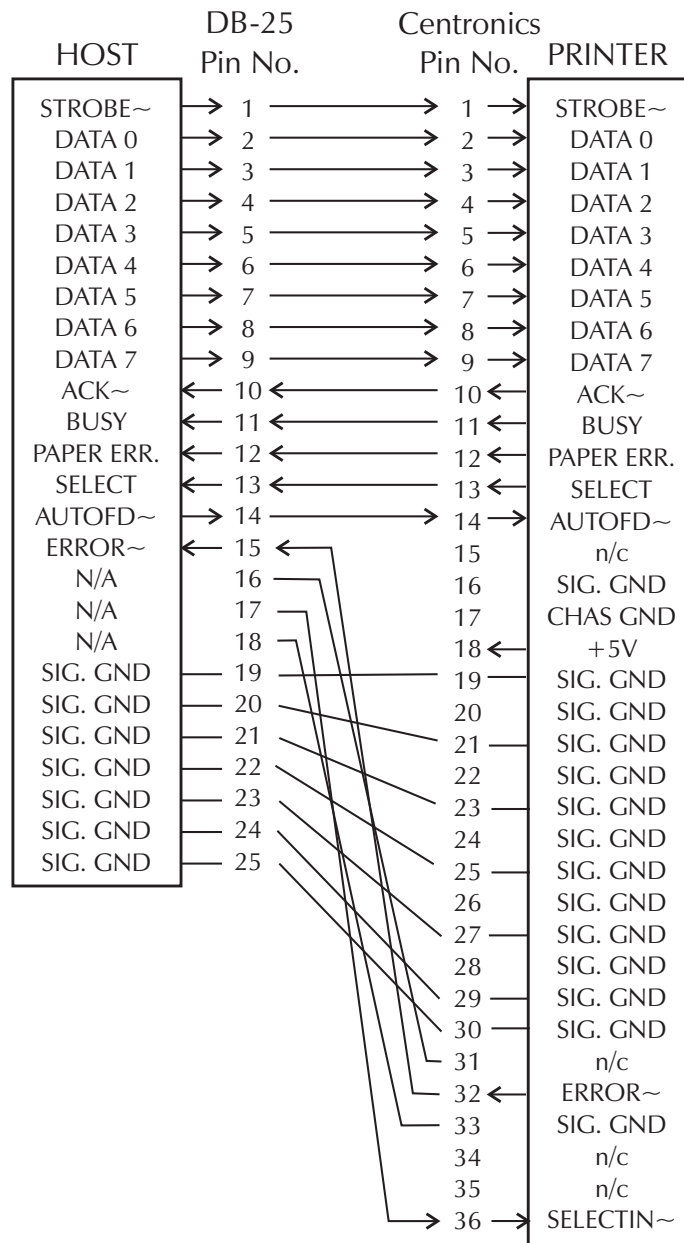 DB-25 Centronics
HOST Pin No. Pin No. PRINTER
STROBE~ 1 1 STROBE~
DATA 0 2 2 DATA 0
DATA 1 3 3 DATA 1
DATA 2 4 4 DATA 2
DATA 3 5 5 DATA 3
DATA 4 6 6 DATA 4
DATA 5 7 7 DATA 5
DATA 6 8 8 DATA 6
DATA 7 9 9 DATA 7
ACK~ 10 10 ACK~
BUSY 11 11 BUSY
PAPER ERR. 12 12 PAPER ERR.
SELECT 13 13 SELECT
AUTOFD~ 14 14 AUTOFD~
ERROR~ 15 15 n/c
N/A 16 16 SIG. GND
N/A 17 17 CHAS GND
N/A 18 18 +5V
SIG. GND 19 19 SIG. GND
SIG. GND 20 20 SIG. GND
SIG. GND 21 21 SIG. GND
SIG. GND 22 22 SIG. GND
SIG. GND 23 23 SIG. GND
SIG. GND 24 24 SIG. GND
SIG. GND 25 25 SIG. GND
26 SIG. GND
27 SIG. GND
28 SIG. GND
29 SIG. GND
30 SIG. GND
31 n/c
32 ERROR~
33 SIG. GND
34 n/c
35 n/c
36 SELECTIN~